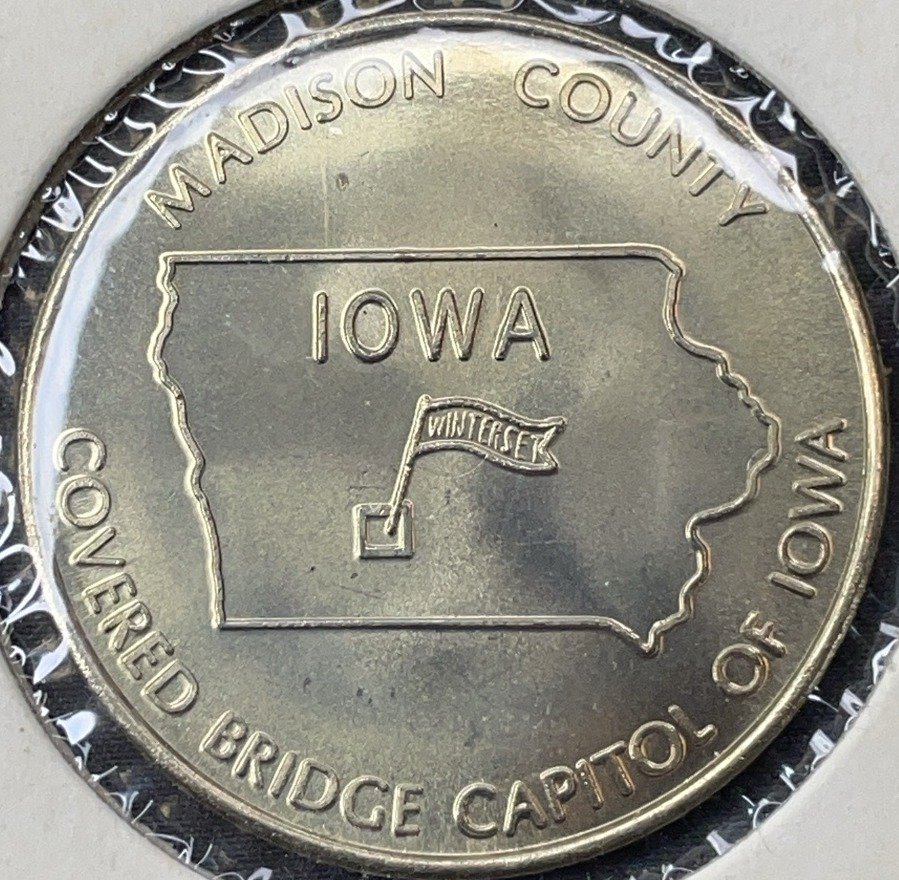 MADISON COUNTY
IOWA
WINTERSET
COVERED BRIDGE CAPITOL OF IOWA